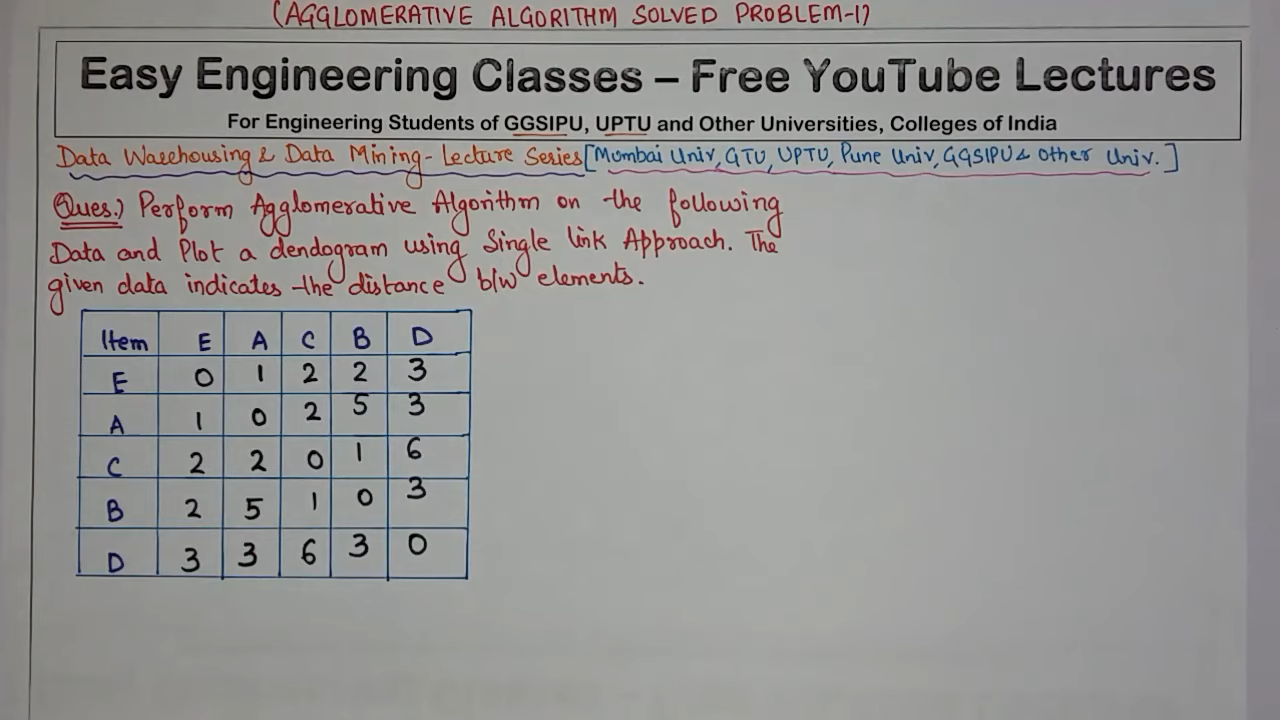 (AGGLOMERATIVE ALGORITHM SOLVED PROBLEM-1)
Easy Engineering Classes – Free YouTube Lectures
For Engineering Students of GGSIPU, UPTU and Other Universities, Colleges of India
Data Warehousing & Data Mining - Lecture Series [Mumbai Univ, GTU, UPTU, Pune Univ, GGSIPU & Other Univ.]
Ques.) Perform Agglomerative Algorithm on the following
Data and Plot a dendogram using Single link Approach. The
given data indicates the distance b/w elements.
Item E A C B D
E 0 1 2 2 3
A 1 0 2 5 3
C 2 2 0 1 6
B 2 5 1 0 3
D 3 3 6 3 0